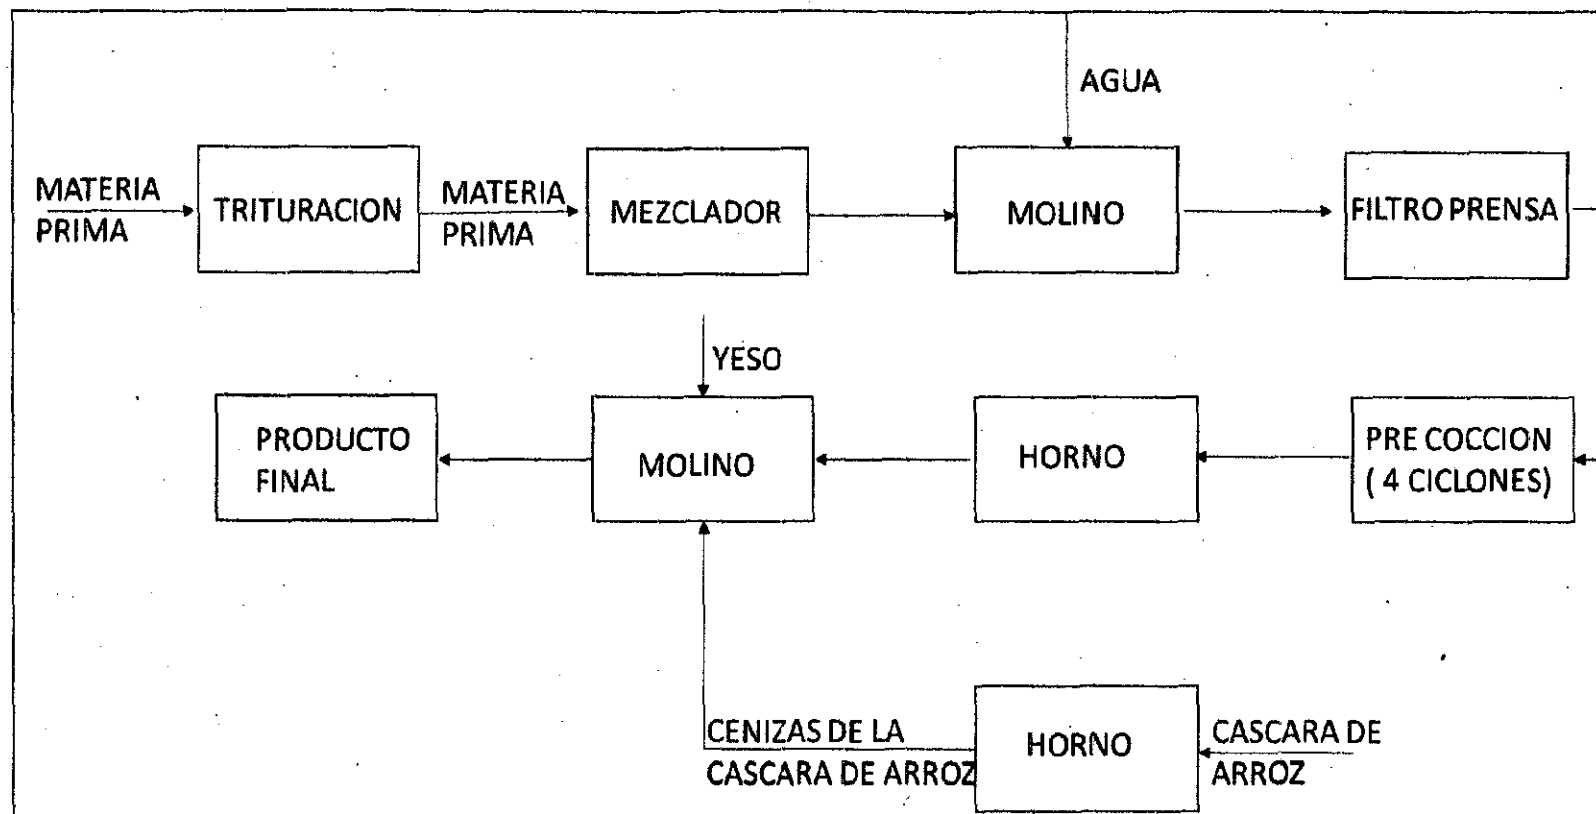 AGUA
MATERIA
PRIMA
TRITURACION
MATERIA
PRIMA
MEZCLADOR
MOLINO
FILTRO PRENSA
YESO
PRODUCTO
FINAL
MOLINO
HORNO
PRE COCCION
( 4 CICLONES)
CENIZAS DE LA
CASCARA DE ARROZ
HORNO
CASCARA DE
ARROZ